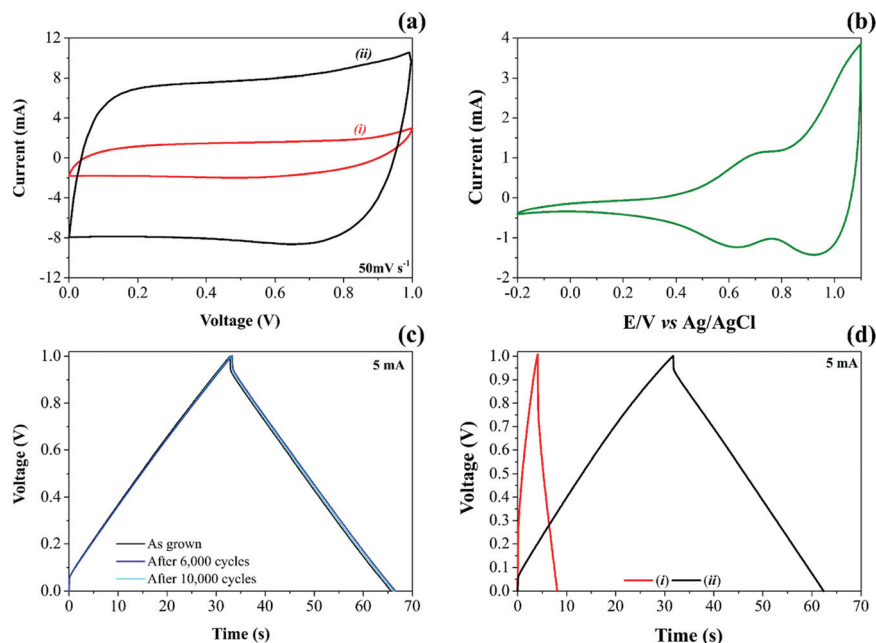 (a)
12
8
4
0
-4
-8
-12
Current (mA)
(ii)
(i)
50mV s⁻¹
0.0 0.2 0.4 0.6 0.8 1.0
Voltage (V)
(b)
4
3
2
1
0
-1
-2
Current (mA)
-0.2 0.0 0.2 0.4 0.6 0.8 1.0
E/V vs Ag/AgCl
(c)
1.0
0.8
0.6
0.4
0.2
0.0
Voltage (V)
5 mA
As grown
After 6,000 cycles
After 10,000 cycles
0 10 20 30 40 50 60 70
Time (s)
(d)
1.0
0.9
0.8
0.7
0.6
0.5
0.4
0.3
0.2
0.1
0.0
Voltage (V)
5 mA
(i) (ii)
0 10 20 30 40 50 60 70
Time (s)